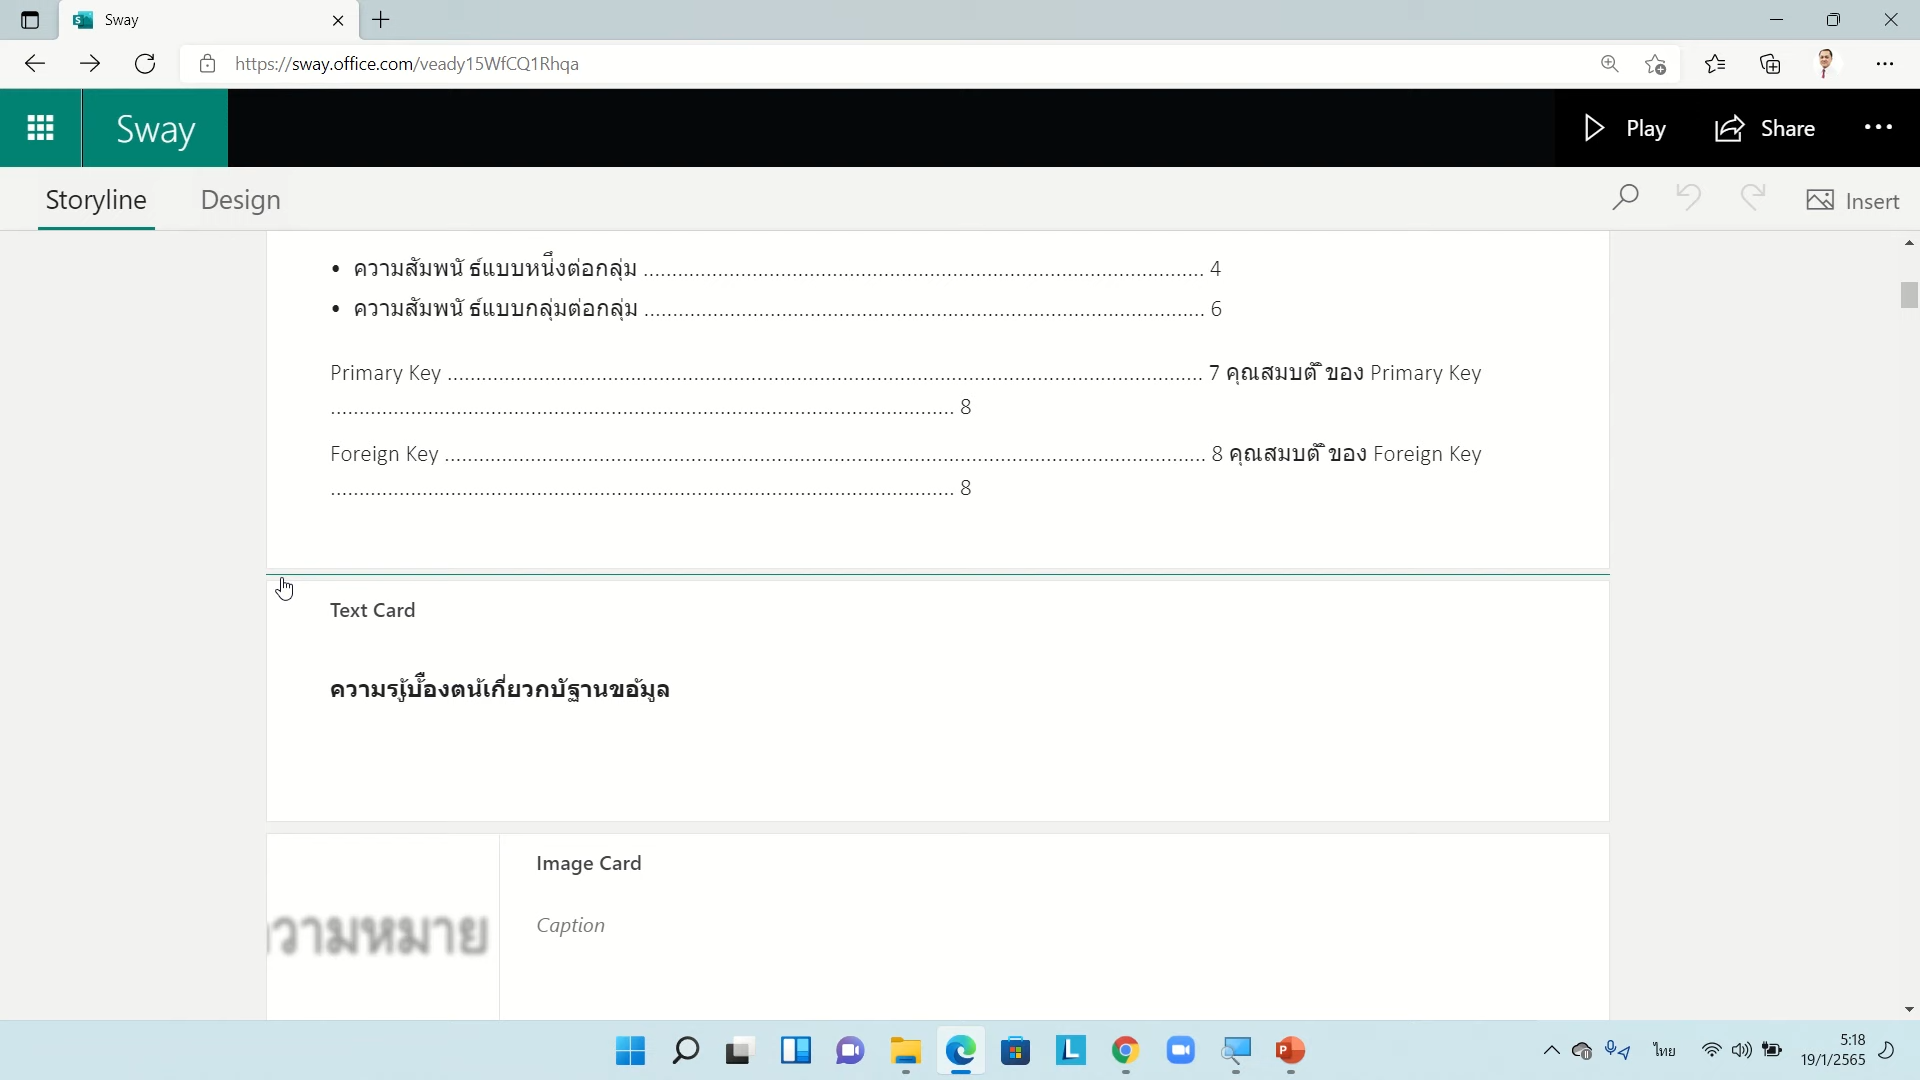 Sway
https://sway.office.com/veady15WfCQ1Rhqa
Sway
Play
Share
Storyline
Design
Insert
• ความสัมพนั ธ์แบบหนึ่งต่อกลุ่ม ........................................................................................................ 4
• ความสัมพนั ธ์แบบกลุ่มต่อกลุ่ม ........................................................................................................ 6
Primary Key ............................................................................................................................................ 7 คุณสมบตั ิของ Primary Key
.................................................................................................................... 8
Foreign Key ............................................................................................................................................. 8 คุณสมบตั ิของ Foreign Key
.................................................................................................................... 8
Text Card
ความรเู้บื้องตน้เกี่ยวกบัฐานขอ้มูล
Image Card
วามหมาย
Caption
ไทย
5:18
19/1/2565